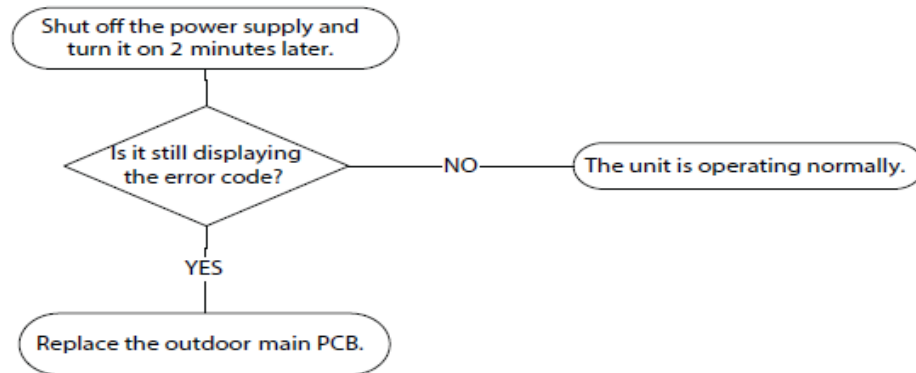 Shut off the power supply and
turn it on 2 minutes later.
Is it still displaying
the error code?
NO
The unit is operating normally.
YES
Replace the outdoor main PCB.